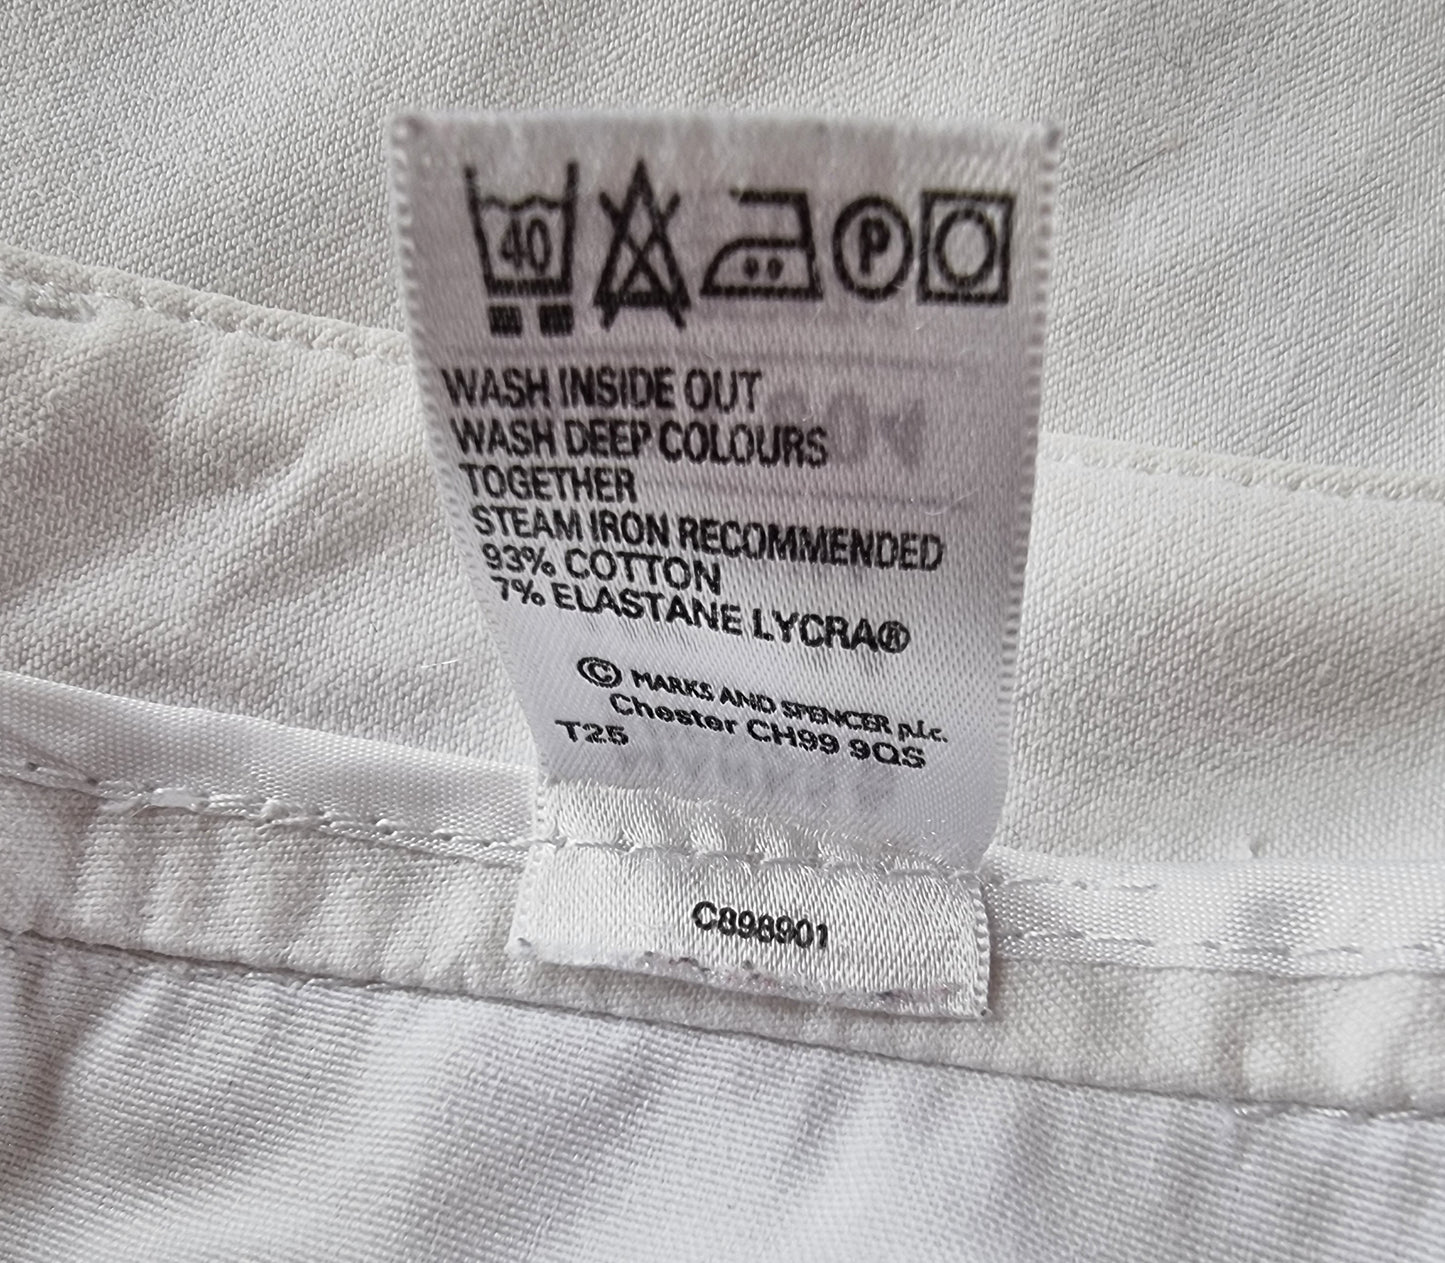 40
P
WASH INSIDE OUT
WASH DEEP COLOURS
TOGETHER
STEAM IRON RECOMMENDED
93% COTTON
7% ELASTANE LYCRA®
© MARKS AND SPENCER p.l.c.
Chester CH99 9QS
T25
C898901